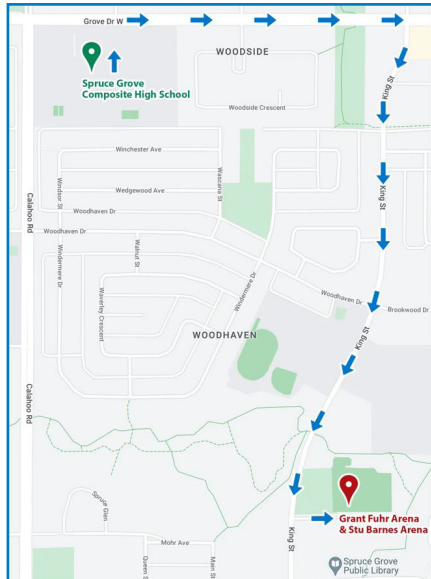 Grove Dr W
WOODSIDE
Spruce Grove
Composite High School
Woodside Crescent
King St
Winchester Ave
Wascana St
Windsor St
Wedgewood Ave
King St
Calahoo Rd
Woodhaven Dr
Woodhaven Dr
Walnut St
Windermere Dr
Windermere Dr
Waverley Crescent
Woodhaven Dr
Brookwood Dr
WOODHAVEN
King St
Calahoo Rd
Spruce Glen
Grant Fuhr Arena
& Stu Barnes Arena
King St
Mohr Ave
Main St
Queen S
Spruce Grove
Public Library